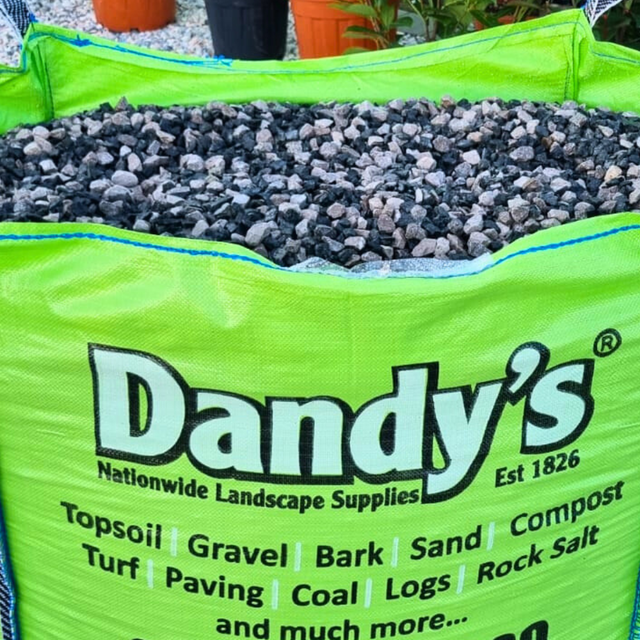 Dandy's®
Nationwide Landscape Supplies
Est 1826
Topsoil | Gravel | Bark | Sand | Compost
Turf | Paving | Coal | Logs | Rock Salt
and much more...